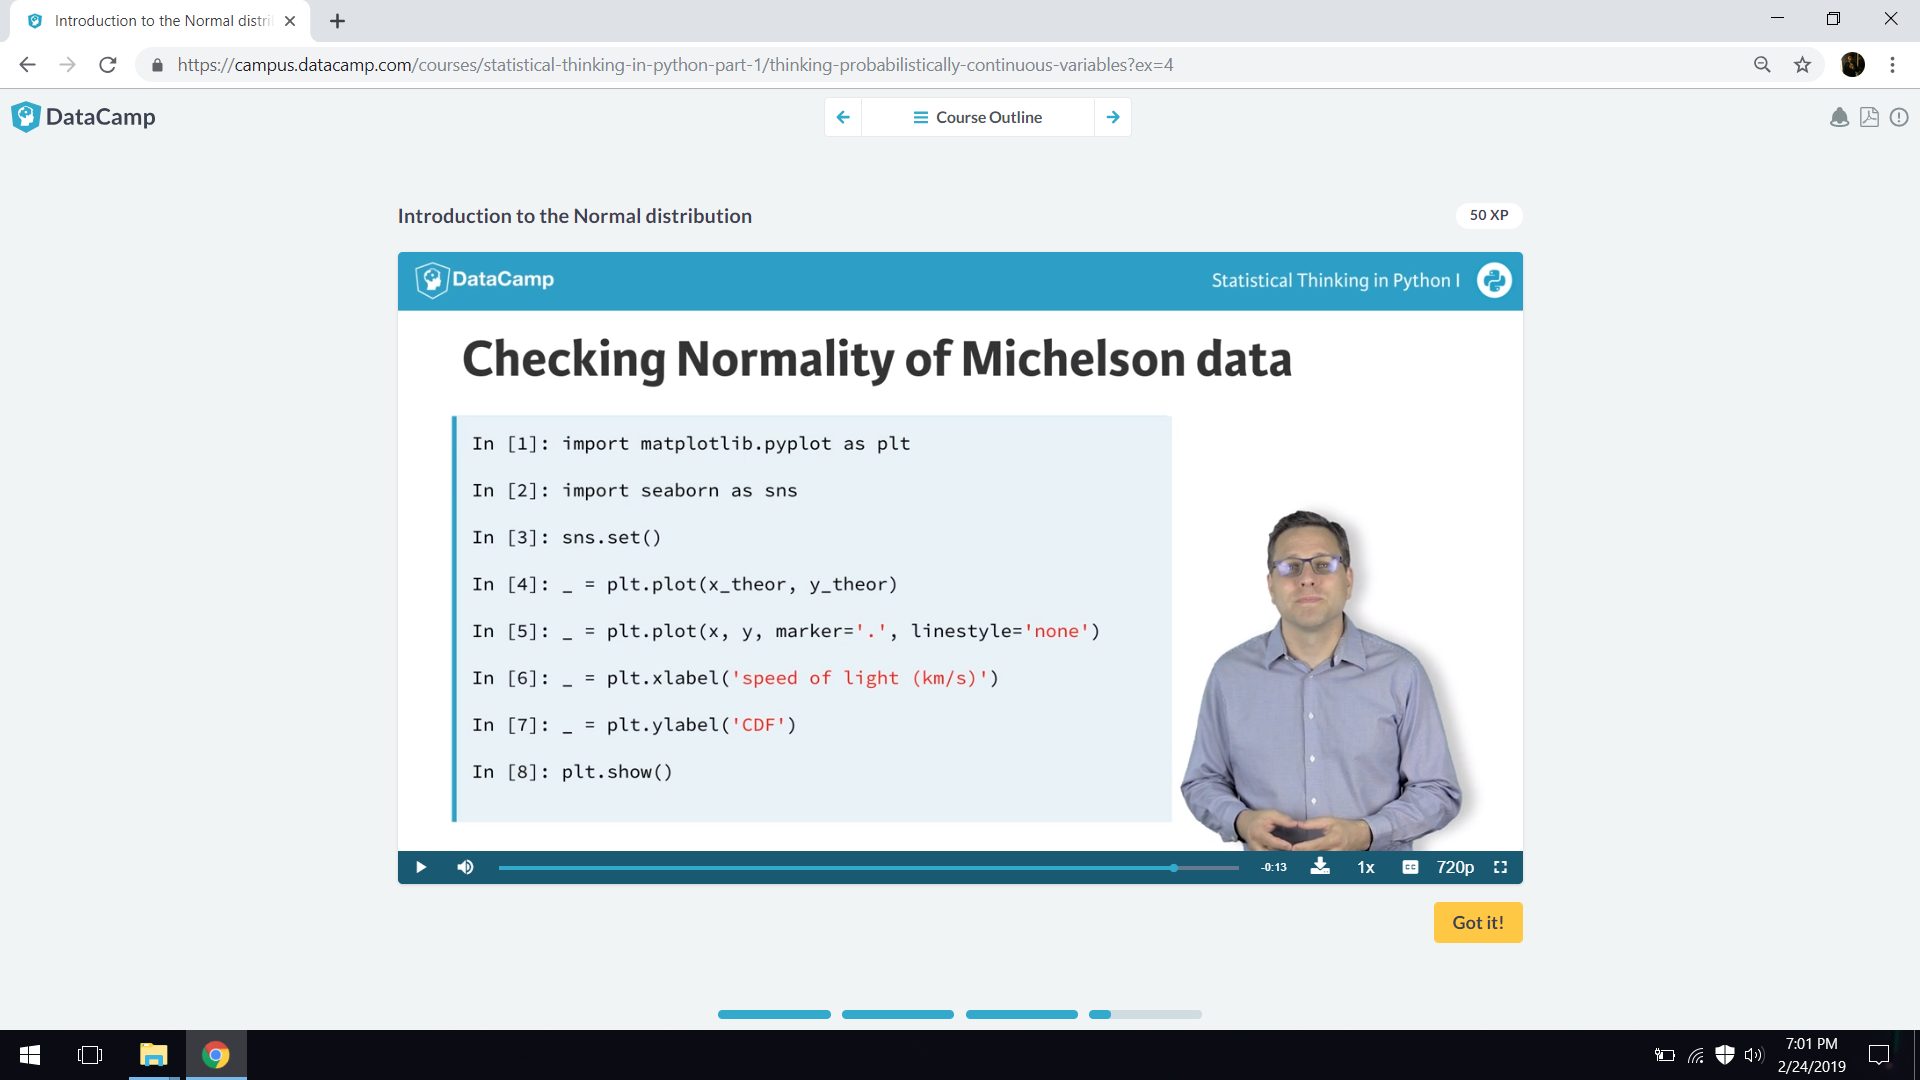 Introduction to the Normal distri
https://campus.datacamp.com/courses/statistical-thinking-in-python-part-1/thinking-probabilistically-continuous-variables?ex=4
DataCamp
Course Outline
Introduction to the Normal distribution
50 XP
DataCamp
Statistical Thinking in Python I
Checking Normality of Michelson data
In [1]: import matplotlib.pyplot as plt
In [2]: import seaborn as sns
In [3]: sns.set()
In [4]: _ = plt.plot(x_theor, y_theor)
In [5]: _ = plt.plot(x, y, marker='.', linestyle='none')
In [6]: _ = plt.xlabel('speed of light (km/s)')
In [7]: _ = plt.ylabel('CDF')
In [8]: plt.show()
-0:13
1x
CC
720p
Got it!
7:01 PM
2/24/2019